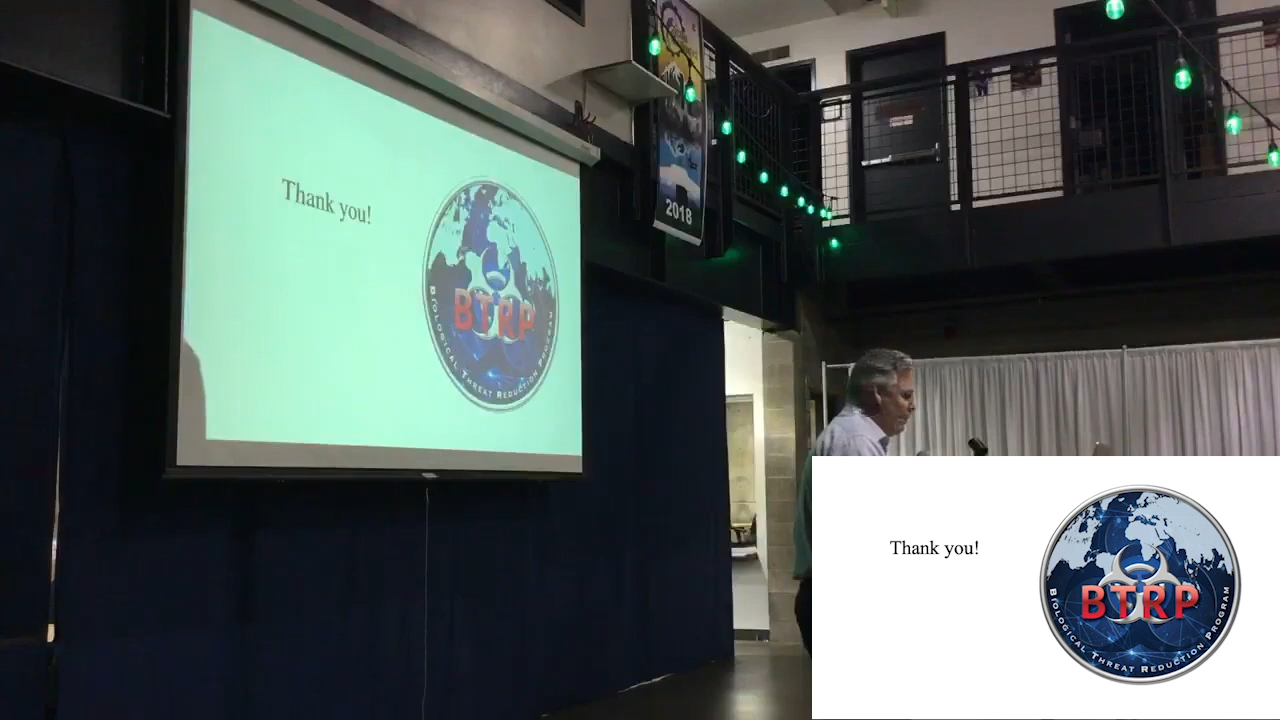 Thank you!
BTRP
BIOLOGICAL THREAT REDUCTION PROGRAM
2018
Thank you!
BTRP
BIOLOGICAL THREAT REDUCTION PROGRAM